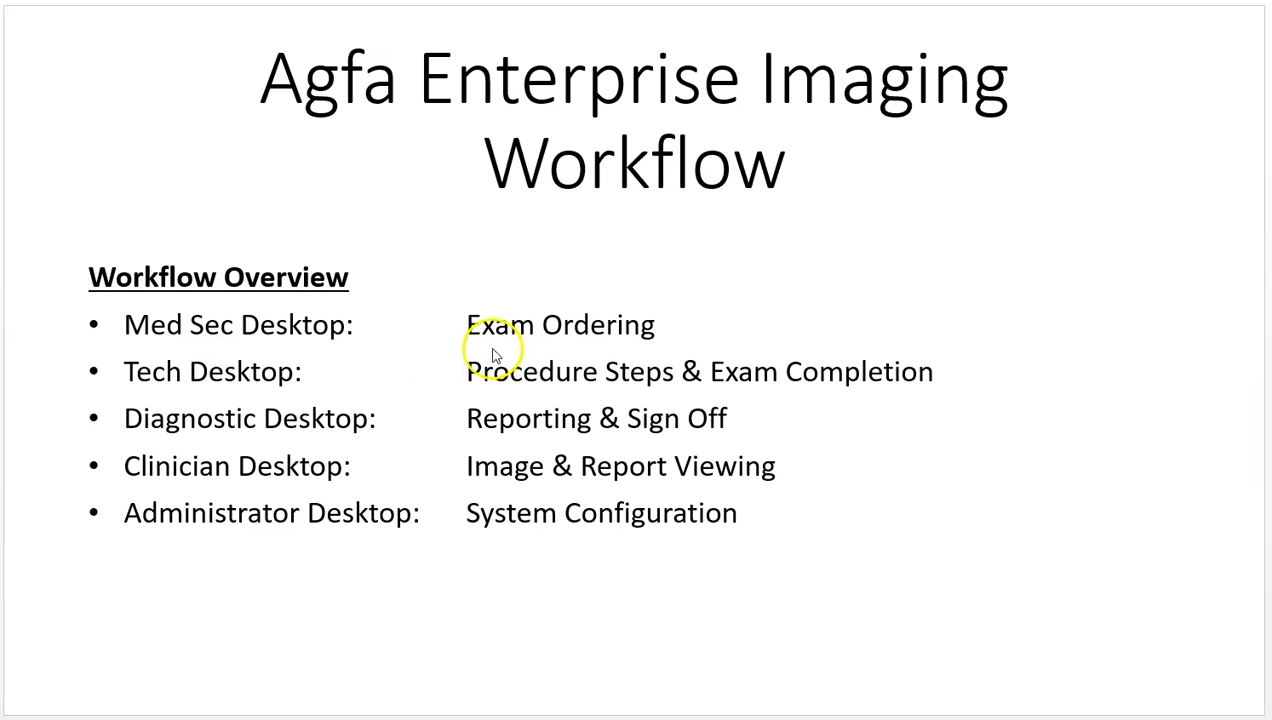 Agfa Enterprise Imaging
Workflow
Workflow Overview
• Med Sec Desktop: Exam Ordering
• Tech Desktop: Procedure Steps & Exam Completion
• Diagnostic Desktop: Reporting & Sign Off
• Clinician Desktop: Image & Report Viewing
• Administrator Desktop: System Configuration